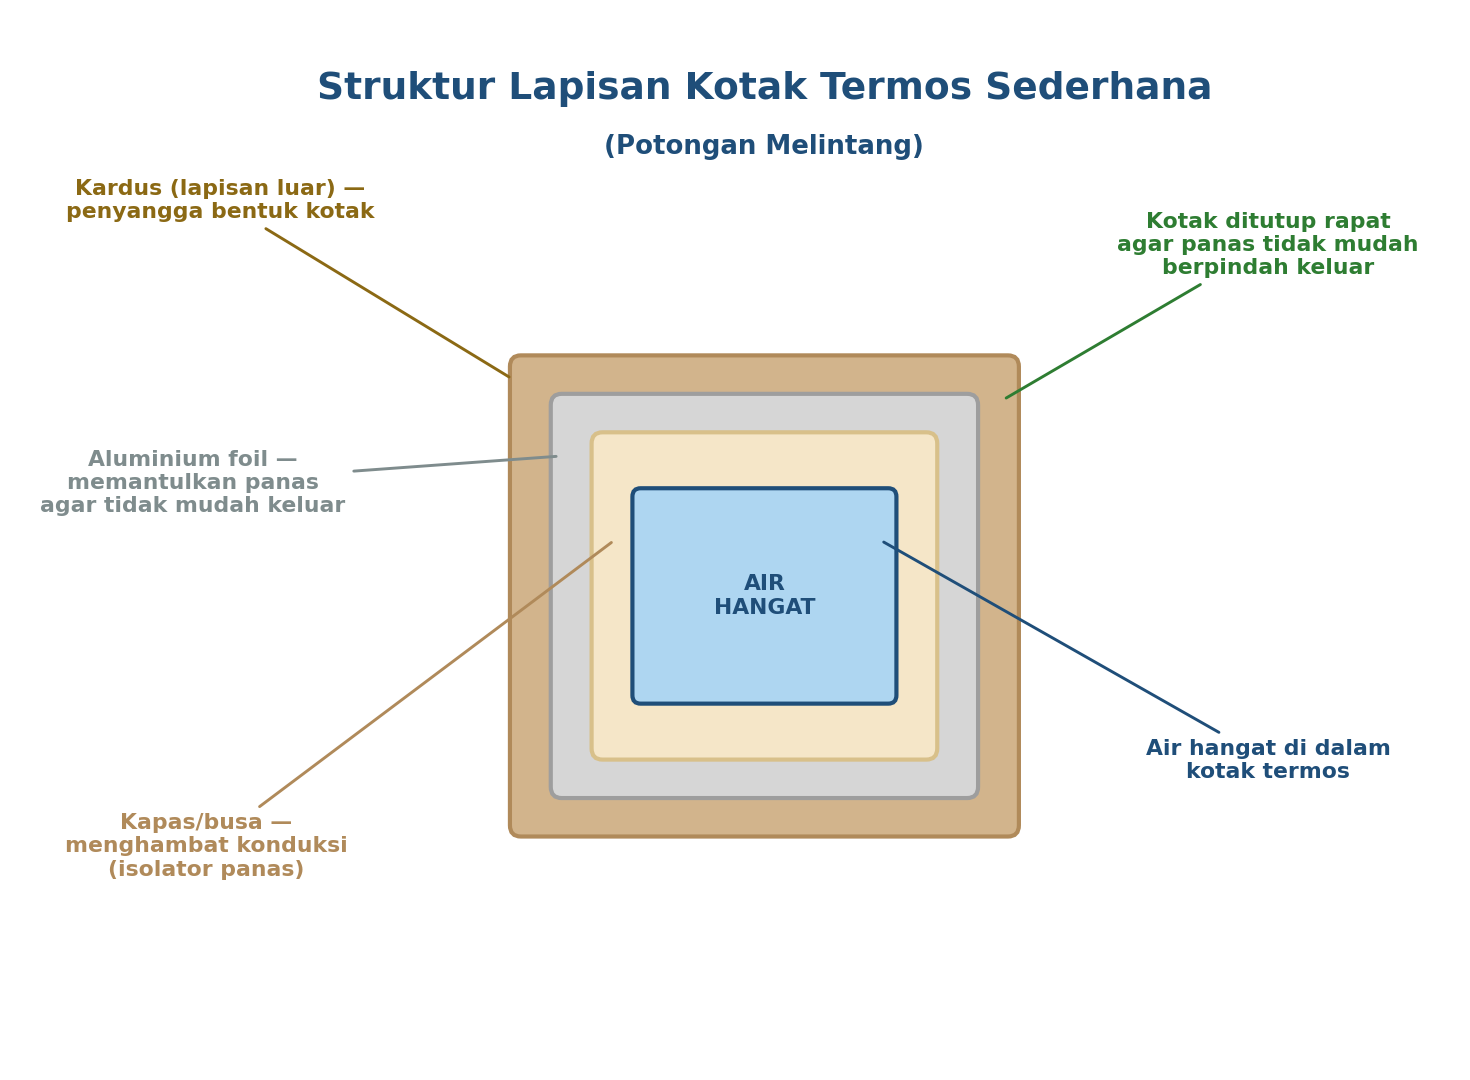 Struktur Lapisan Kotak Termos Sederhana
(Potongan Melintang)
Kardus (lapisan luar) —
penyangga bentuk kotak
Kotak ditutup rapat
agar panas tidak mudah
berpindah keluar
Aluminium foil —
memantulkan panas
agar tidak mudah keluar
AIR
HANGAT
Air hangat di dalam
kotak termos
Kapas/busa —
menghambat konduksi
(isolator panas)